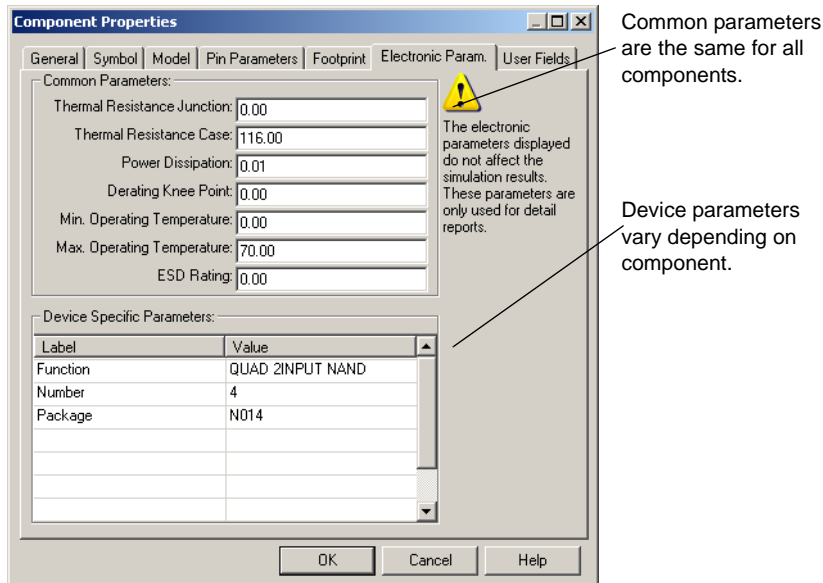 Component Properties
General Symbol Model Pin Parameters Footprint Electronic Param. User Fields
Common Parameters:
Thermal Resistance Junction: 0.00
Thermal Resistance Case: 116.00
Power Dissipation: 0.01
Derating Knee Point: 0.00
Min. Operating Temperature: 0.00
Max. Operating Temperature: 70.00
ESD Rating: 0.00
The electronic
parameters displayed
do not affect the
simulation results.
These parameters are
only used for detail
reports.
Device Specific Parameters:
Label Value
Function QUAD 2INPUT NAND
Number 4
Package N014
OK Cancel Help
Common parameters
are the same for all
components.
Device parameters
vary depending on
component.